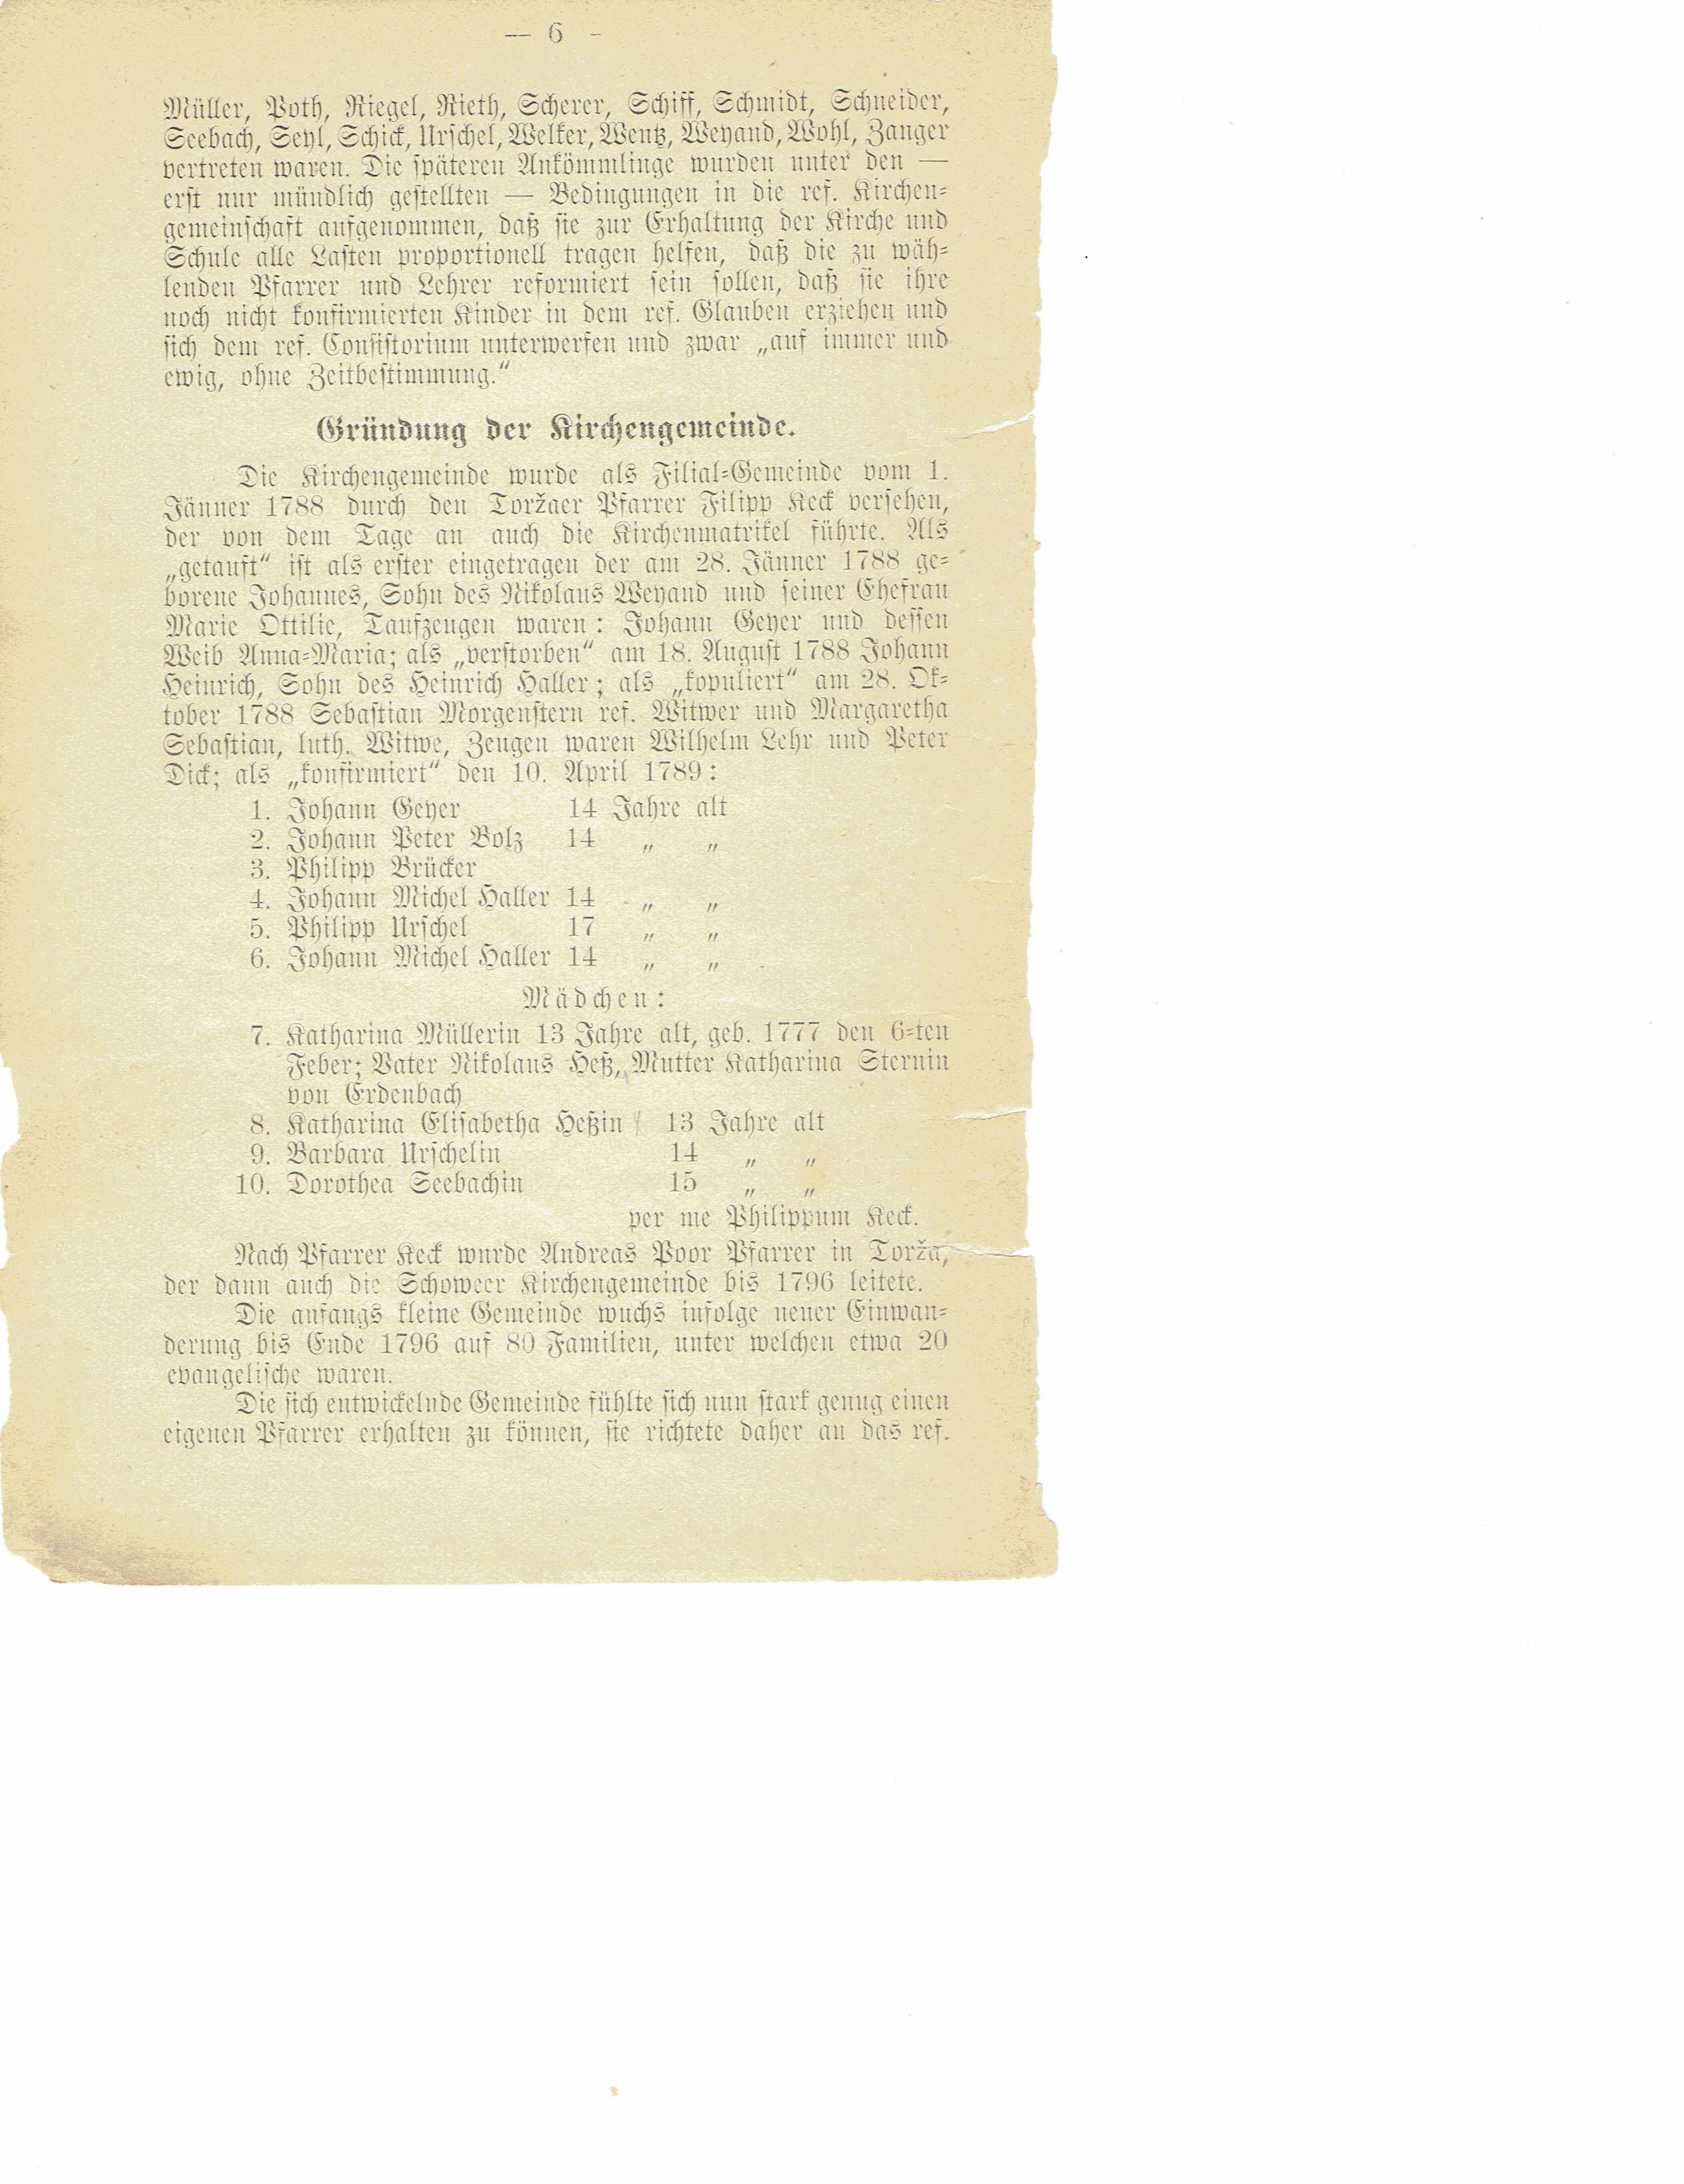 — 6 -
Müller, Poth, Riegel, Rieth, Scherer, Schiff, Schmidt, Schneider,
Seebach, Seyl, Schick, Urschel, Welker, Wentz, Weyand, Wohl, Zanger
vertreten waren. Die späteren Ankömmlinge wurden unter den —
erst nur mündlich gestellten — Bedingungen in die ref. Kirchen-
gemeinschaft aufgenommen, daß sie zur Erhaltung der Kirche und
Schule alle Lasten proportionell tragen helfen, daß die zu wäh-
lenden Pfarrer und Lehrer reformiert sein sollen, daß sie ihre
noch nicht konfirmierten Kinder in dem ref. Glauben erziehen und
sich dem ref. Consistorium unterwerfen und zwar „auf immer und
ewig, ohne Zeitbestimmung.“
Gründung der Kirchengemeinde.
Die Kirchengemeinde wurde als Filial-Gemeinde vom 1.
Jänner 1788 durch den Toržaer Pfarrer Filipp Keck versehen,
der von dem Tage an auch die Kirchenmatrikel führte. Als
„getauft“ ist als erster eingetragen der am 28. Jänner 1788 ge-
borene Johannes, Sohn des Nikolaus Weyand und seiner Ehefrau
Marie Ottilie, Taufzeugen waren: Johann Geyer und dessen
Weib Anna-Maria; als „verstorben“ am 18. August 1788 Johann
Heinrich, Sohn des Heinrich Haller; als „kopuliert“ am 28. Ok-
tober 1788 Sebastian Morgenstern ref. Witwer und Margaretha
Sebastian, luth. Witwe, Zeugen waren Wilhelm Lehr und Peter
Dick; als „konfirmiert“ den 10. April 1789:
1. Johann Geyer 14 Jahre alt
2. Johann Peter Bolz 14 „ „
3. Philipp Brücker
4. Johann Michel Haller 14 „ „
5. Philipp Urschel 17 „ „
6. Johann Michel Haller 14 „ „
Mädchen:
7. Katharina Müllerin 13 Jahre alt, geb. 1777 den 6-ten
Feber; Vater Nikolaus Heß, Mutter Katharina Sternin
von Erdenbach
8. Katharina Elisabetha Heßin 13 Jahre alt
9. Barbara Urschelin 14 „ „
10. Dorothea Seebachin 15 „ „
per me Philippum Keck.
Nach Pfarrer Keck wurde Andreas Poor Pfarrer in Torža,
der dann auch die Schoweer Kirchengemeinde bis 1796 leitete.
Die anfangs kleine Gemeinde wuchs infolge neuer Einwan-
derung bis Ende 1796 auf 80 Familien, unter welchen etwa 20
evangelische waren.
Die sich entwickelnde Gemeinde fühlte sich nun stark genug einen
eigenen Pfarrer erhalten zu können, sie richtete daher an das ref.